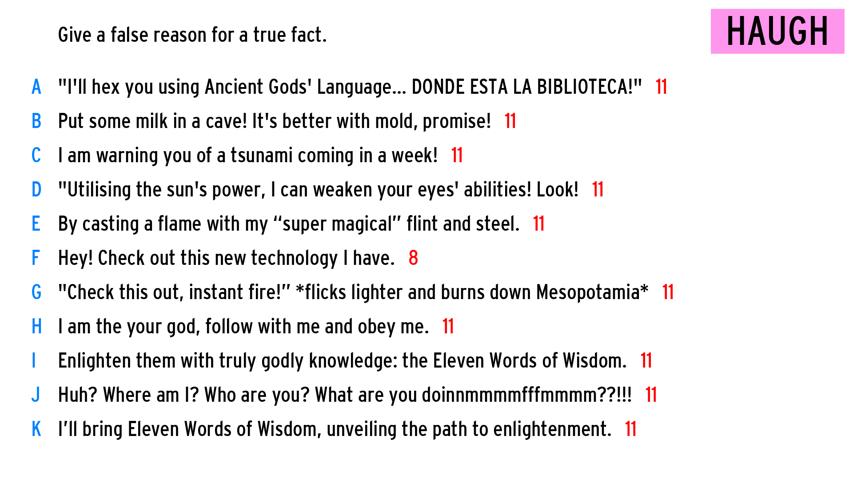 Give a false reason for a true fact.
HAUGH
A "I'll hex you using Ancient Gods' Language... DONDE ESTA LA BIBLIOTECA!" 11
B Put some milk in a cave! It's better with mold, promise! 11
C I am warning you of a tsunami coming in a week! 11
D "Utilising the sun's power, I can weaken your eyes' abilities! Look! 11
E By casting a flame with my “super magical” flint and steel. 11
F Hey! Check out this new technology I have. 8
G "Check this out, instant fire!” *flicks lighter and burns down Mesopotamia* 11
H I am the your god, follow with me and obey me. 11
I Enlighten them with truly godly knowledge: the Eleven Words of Wisdom. 11
J Huh? Where am I? Who are you? What are you doinnmmmmfffmmmm??!!! 11
K I’ll bring Eleven Words of Wisdom, unveiling the path to enlightenment. 11